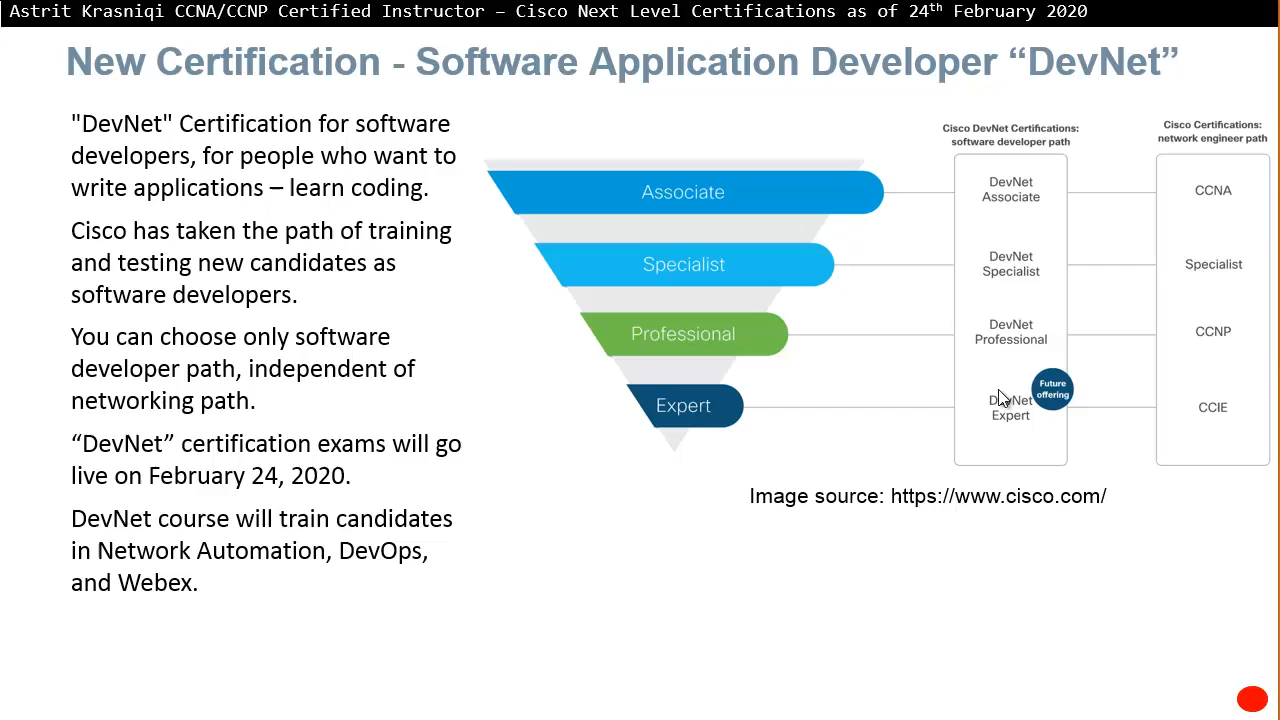 Astrit Krasniqi CCNA/CCNP Certified Instructor – Cisco Next Level Certifications as of 24th February 2020
New Certification - Software Application Developer “DevNet”
"DevNet" Certification for software
developers, for people who want to
write applications – learn coding.
Cisco has taken the path of training
and testing new candidates as
software developers.
You can choose only software
developer path, independent of
networking path.
“DevNet” certification exams will go
live on February 24, 2020.
DevNet course will train candidates
in Network Automation, DevOps,
and Webex.
Cisco DevNet Certifications:
software developer path
Cisco Certifications:
network engineer path
Associate
DevNet
Associate
CCNA
Specialist
DevNet
Specialist
Specialist
Professional
DevNet
Professional
CCNP
Future
offering
Expert
DevNet
Expert
CCIE
Image source: https://www.cisco.com/